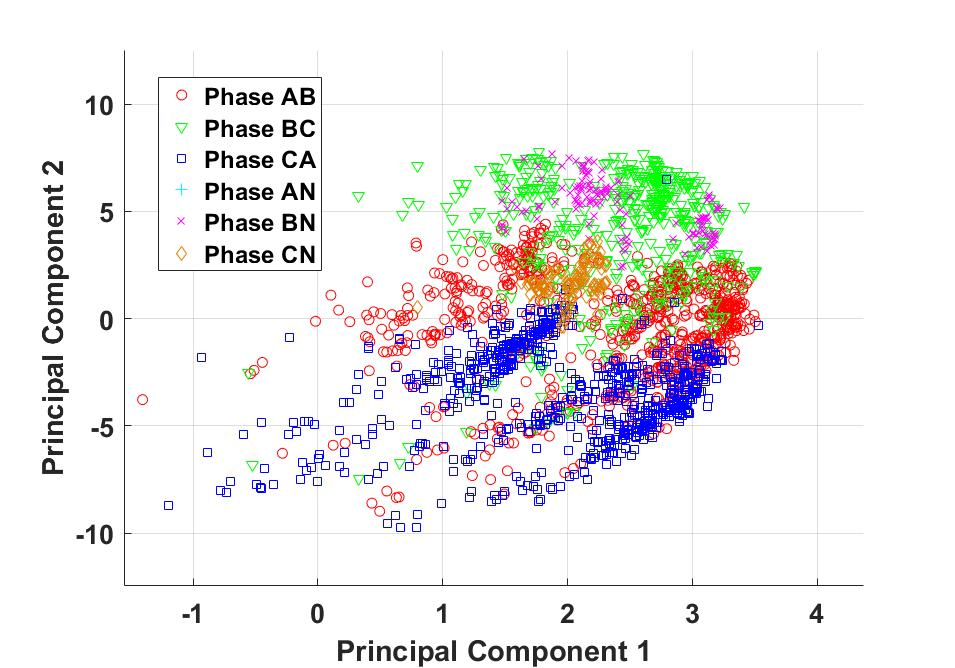 Phase AB
Phase BC
Phase CA
Phase AN
Phase BN
Phase CN
10
5
0
-5
-10
Principal Component 2
-1
0
1
2
3
4
Principal Component 1